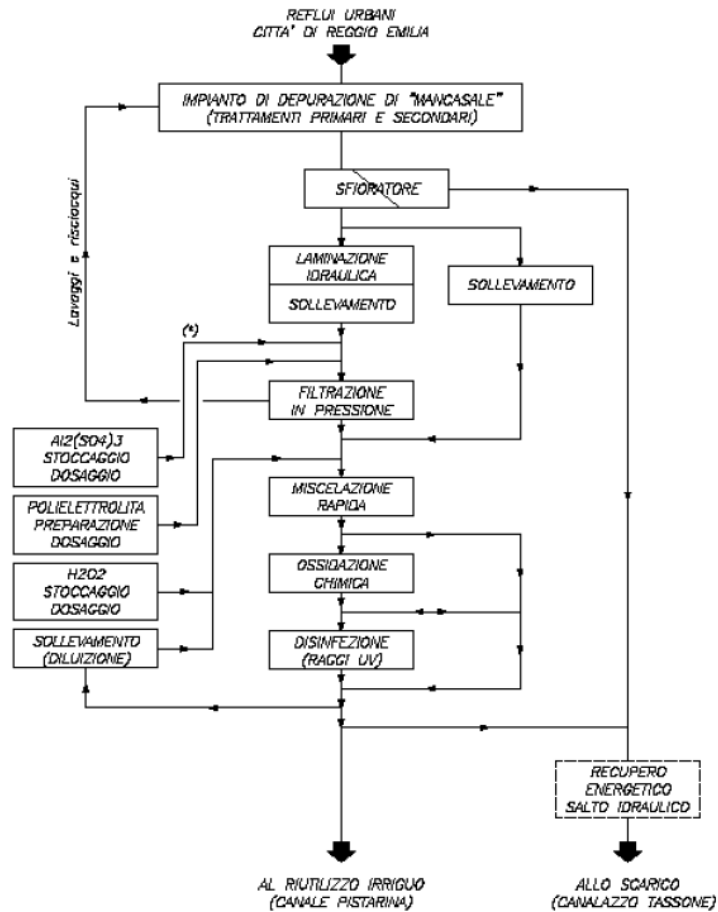 REFLUI URBANI
CITTA' DI REGGIO EMILIA
IMPIANTO DI DEPURAZIONE DI "MANCASALE"
(TRATTAMENTI PRIMARI E SECONDARI)
SFIORATORE
Lavaggi e risciacqui
LAMINAZIONE
IDRAULICA
SOLLEVAMENTO
SOLLEVAMENTO
(*)
FILTRAZIONE
IN PRESSIONE
Al2(SO4)3
STOCCAGGIO
DOSAGGIO
MISCELAZIONE
RAPIDA
POLIELETTROLITA
PREPARAZIONE
DOSAGGIO
OSSIDAZIONE
CHIMICA
H2O2
STOCCAGGIO
DOSAGGIO
SOLLEVAMENTO
(DILUIZIONE)
DISINFEZIONE
(RAGGI UV)
RECUPERO
ENERGETICO
SALTO IDRAULICO
AL RIUTILIZZO IRRIGUO
(CANALE PISTARINA)
ALLO SCARICO
(CANALAZZO TASSONE)